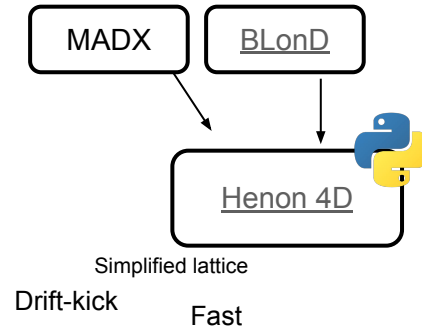 MADX
BLonD
Henon 4D
Simplified lattice
Drift-kick
Fast